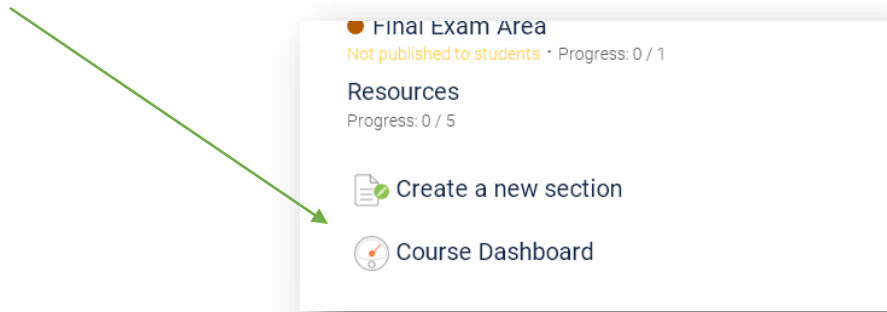 Final Exam Area
Not published to students · Progress: 0 / 1
Resources
Progress: 0 / 5
Create a new section
Course Dashboard